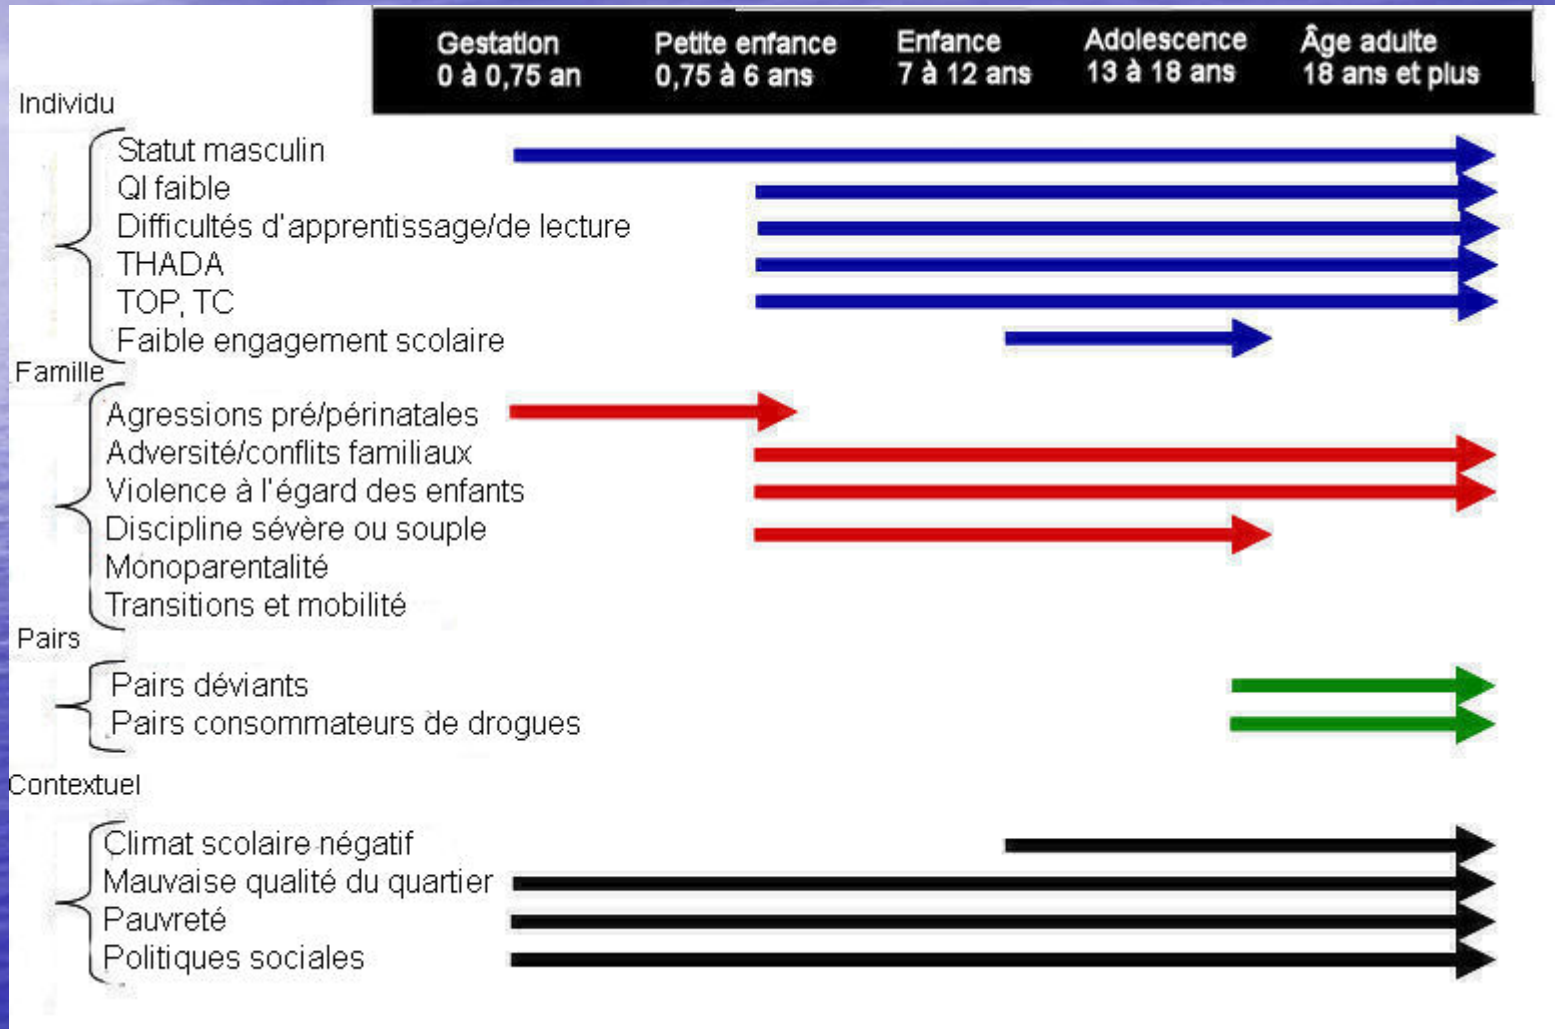 Gestation Petite enfance Enfance Adolescence Âge adulte
0 à 0,75 an 0,75 à 6 ans 7 à 12 ans 13 à 18 ans 18 ans et plus
Individu
Statut masculin
QI faible
Difficultés d'apprentissage/de lecture
THADA
TOP, TC
Faible engagement scolaire
Famille
Agressions pré/périnatales
Adversité/conflits familiaux
Violence à l'égard des enfants
Discipline sévère ou souple
Monoparentalité
Transitions et mobilité
Pairs
Pairs déviants
Pairs consommateurs de drogues
Contextuel
Climat scolaire négatif
Mauvaise qualité du quartier
Pauvreté
Politiques sociales